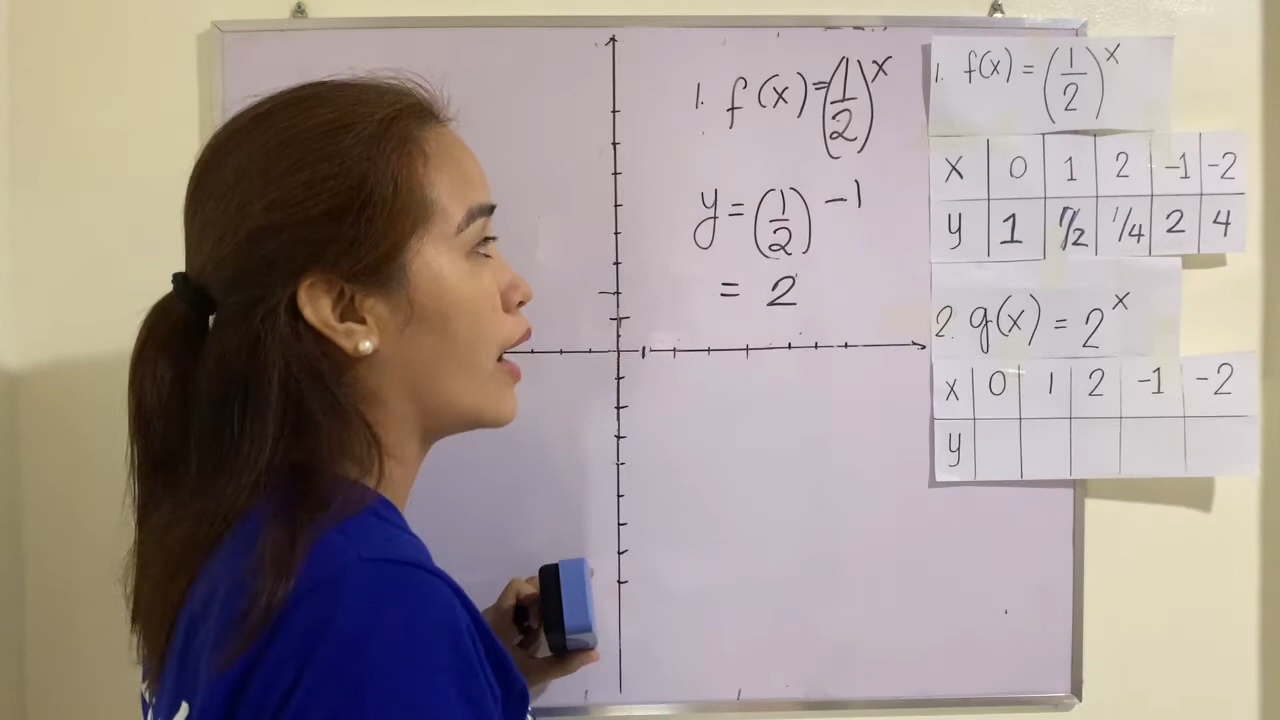 1. f(x)=(1/2)^x
y=(1/2)^-1
= 2
1. f(x) = (1/2)^x
x 0 1 2 -1 -2
y 1 1/2 1/4 2 4
2. g(x) = 2^x
x 0 1 2 -1 -2
y